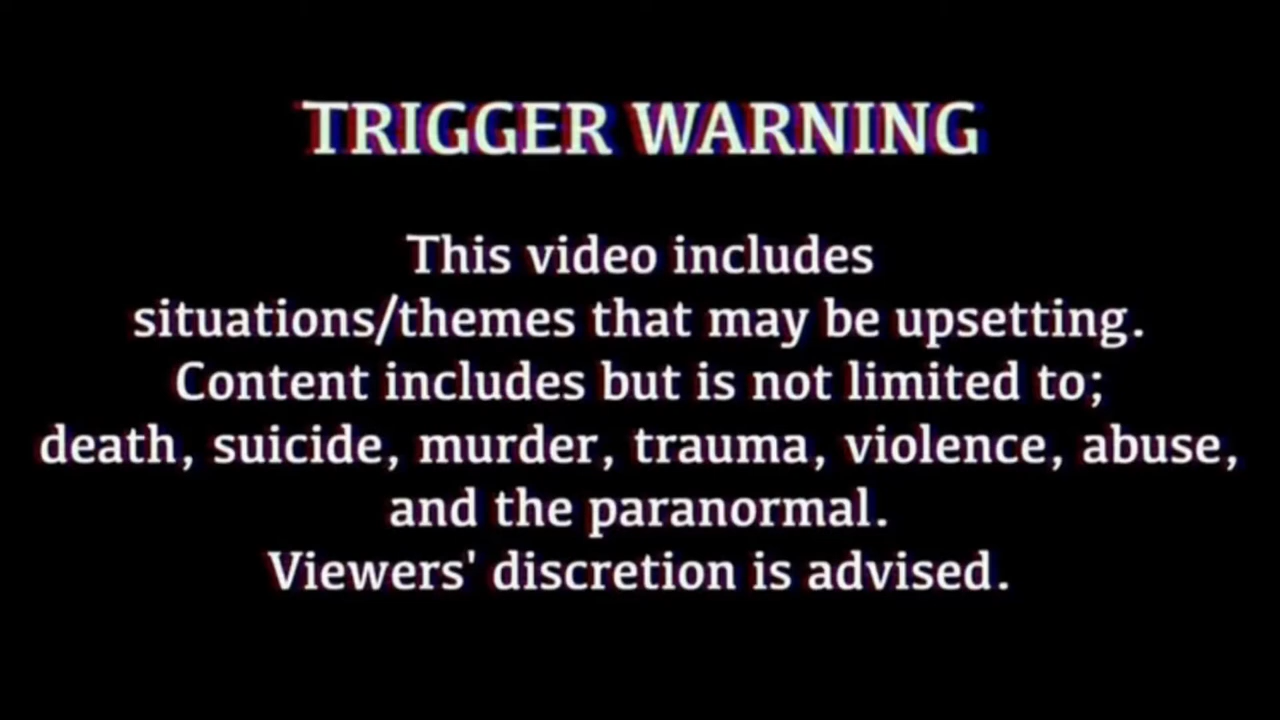 TRIGGER WARNING
This video includes
situations/themes that may be upsetting.
Content includes but is not limited to;
death, suicide, murder, trauma, violence, abuse,
and the paranormal.
Viewers' discretion is advised.